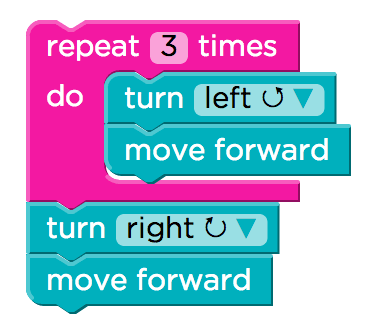 repeat 3 times
do turn left ↺ ▼
move forward
turn right ↻ ▼
move forward